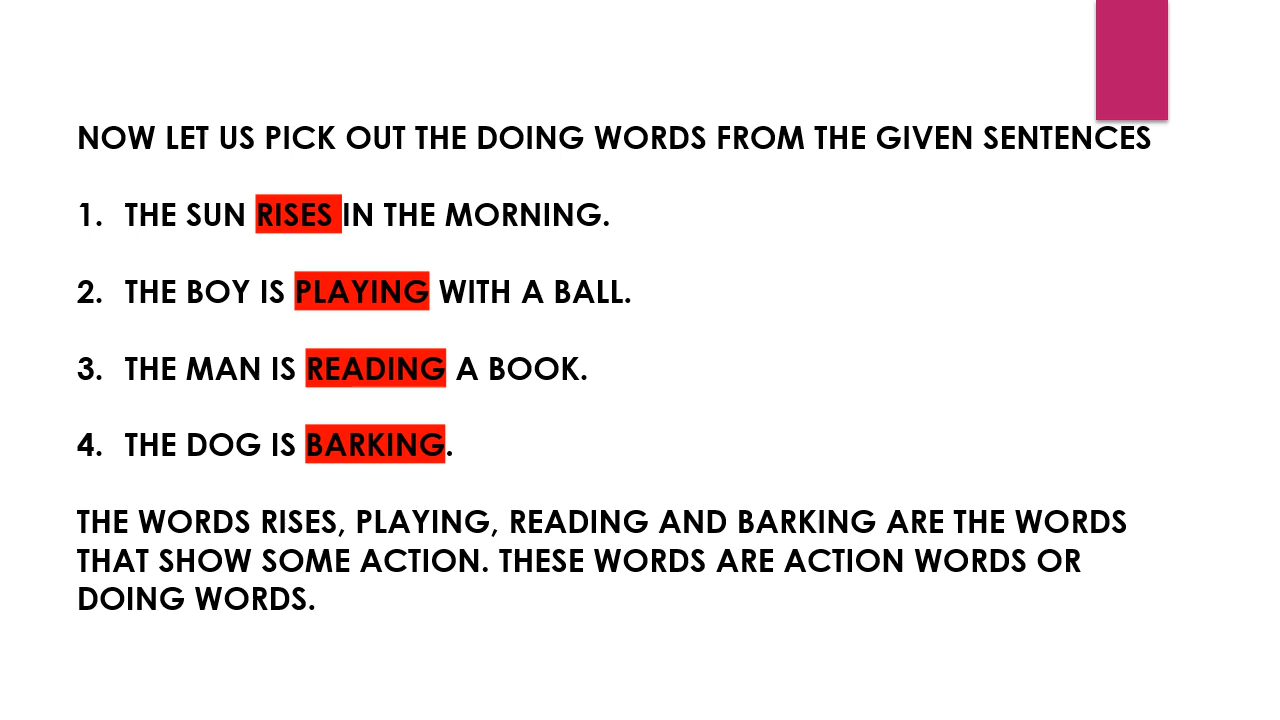 NOW LET US PICK OUT THE DOING WORDS FROM THE GIVEN SENTENCES
1. THE SUN RISES IN THE MORNING.
2. THE BOY IS PLAYING WITH A BALL.
3. THE MAN IS READING A BOOK.
4. THE DOG IS BARKING.
THE WORDS RISES, PLAYING, READING AND BARKING ARE THE WORDS
THAT SHOW SOME ACTION. THESE WORDS ARE ACTION WORDS OR
DOING WORDS.